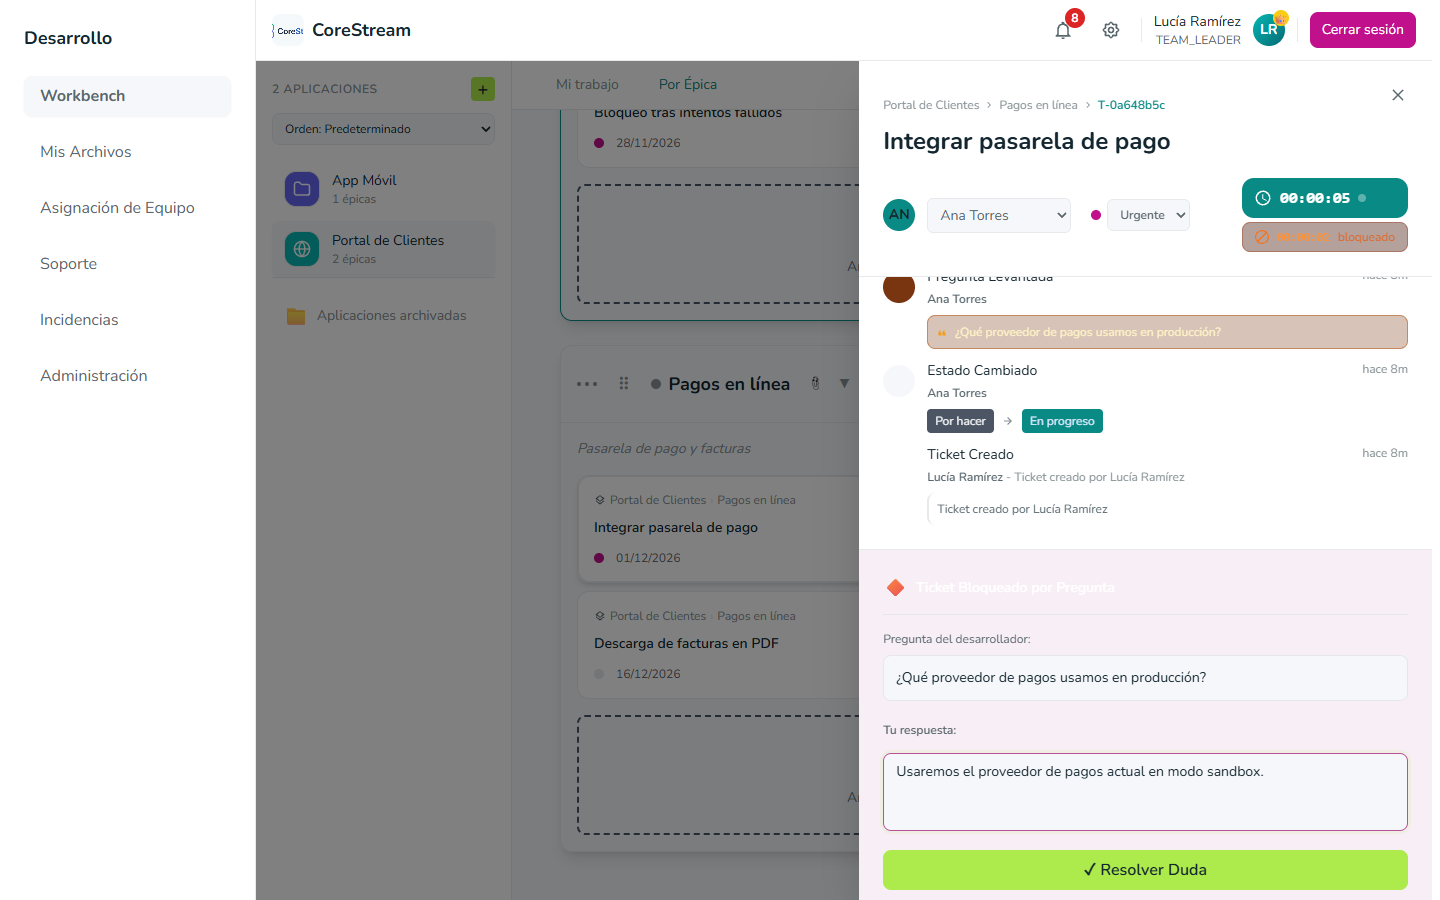 Desarrollo
Workbench
Mis Archivos
Asignación de Equipo
Soporte
Incidencias
Administración
CoreSt
CoreStream
8
Lucía Ramírez
TEAM_LEADER
LR
Cerrar sesión
2 APLICACIONES
+
Orden: Predeterminado
App Móvil
1 épicas
Portal de Clientes
2 épicas
Aplicaciones archivadas
Mi trabajo
Por Épica
Bloqueo tras intentos fallidos
28/11/2026
Pagos en línea
Pasarela de pago y facturas
Portal de Clientes · Pagos en línea
Integrar pasarela de pago
01/12/2026
Portal de Clientes · Pagos en línea
Descarga de facturas en PDF
16/12/2026
Portal de Clientes > Pagos en línea > T-0a648b5c
Integrar pasarela de pago
AN
Ana Torres
Urgente
00:00:05
bloqueado
Pregunta Levantada
hace 8m
Ana Torres
¿Qué proveedor de pagos usamos en producción?
Estado Cambiado
hace 8m
Ana Torres
Por hacer → En progreso
Ticket Creado
hace 8m
Lucía Ramírez - Ticket creado por Lucía Ramírez
Ticket creado por Lucía Ramírez
Ticket Bloqueado por Pregunta
Pregunta del desarrollador:
¿Qué proveedor de pagos usamos en producción?
Tu respuesta:
Usaremos el proveedor de pagos actual en modo sandbox.
✓ Resolver Duda